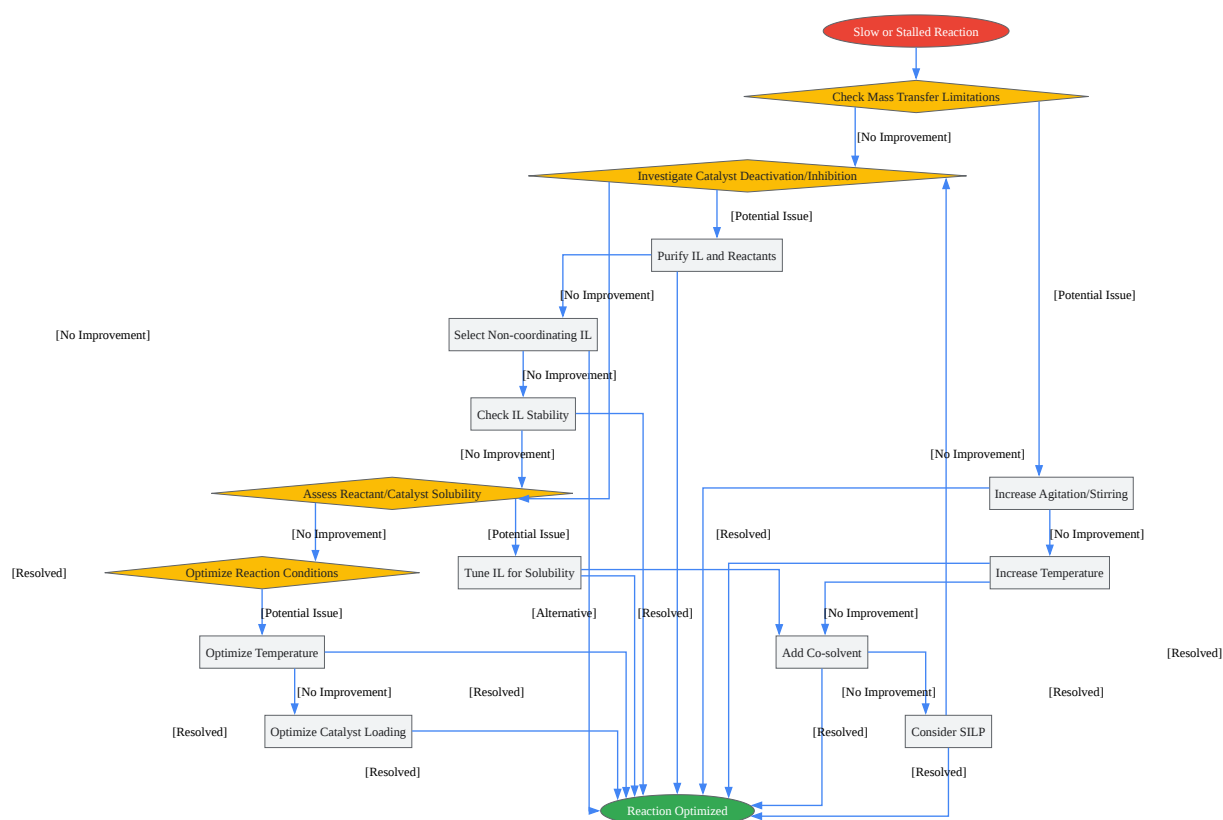 Slow or Stalled Reaction
Check Mass Transfer Limitations
[No Improvement]
Investigate Catalyst Deactivation/Inhibition
[Potential Issue]
Purify IL and Reactants
[No Improvement]
[Potential Issue]
[No Improvement]
Select Non-coordinating IL
[No Improvement]
Check IL Stability
[No Improvement]
[No Improvement]
Assess Reactant/Catalyst Solubility
Increase Agitation/Stirring
[No Improvement]
[Potential Issue]
[Resolved]
[No Improvement]
[Resolved]
Optimize Reaction Conditions
Tune IL for Solubility
Increase Temperature
[Potential Issue]
[Alternative]
[Resolved]
[No Improvement]
Optimize Temperature
Add Co-solvent
[Resolved]
[No Improvement]
[Resolved]
[No Improvement]
[Resolved]
[Resolved]
Optimize Catalyst Loading
[Resolved]
Consider SILP
[Resolved]
[Resolved]
Reaction Optimized